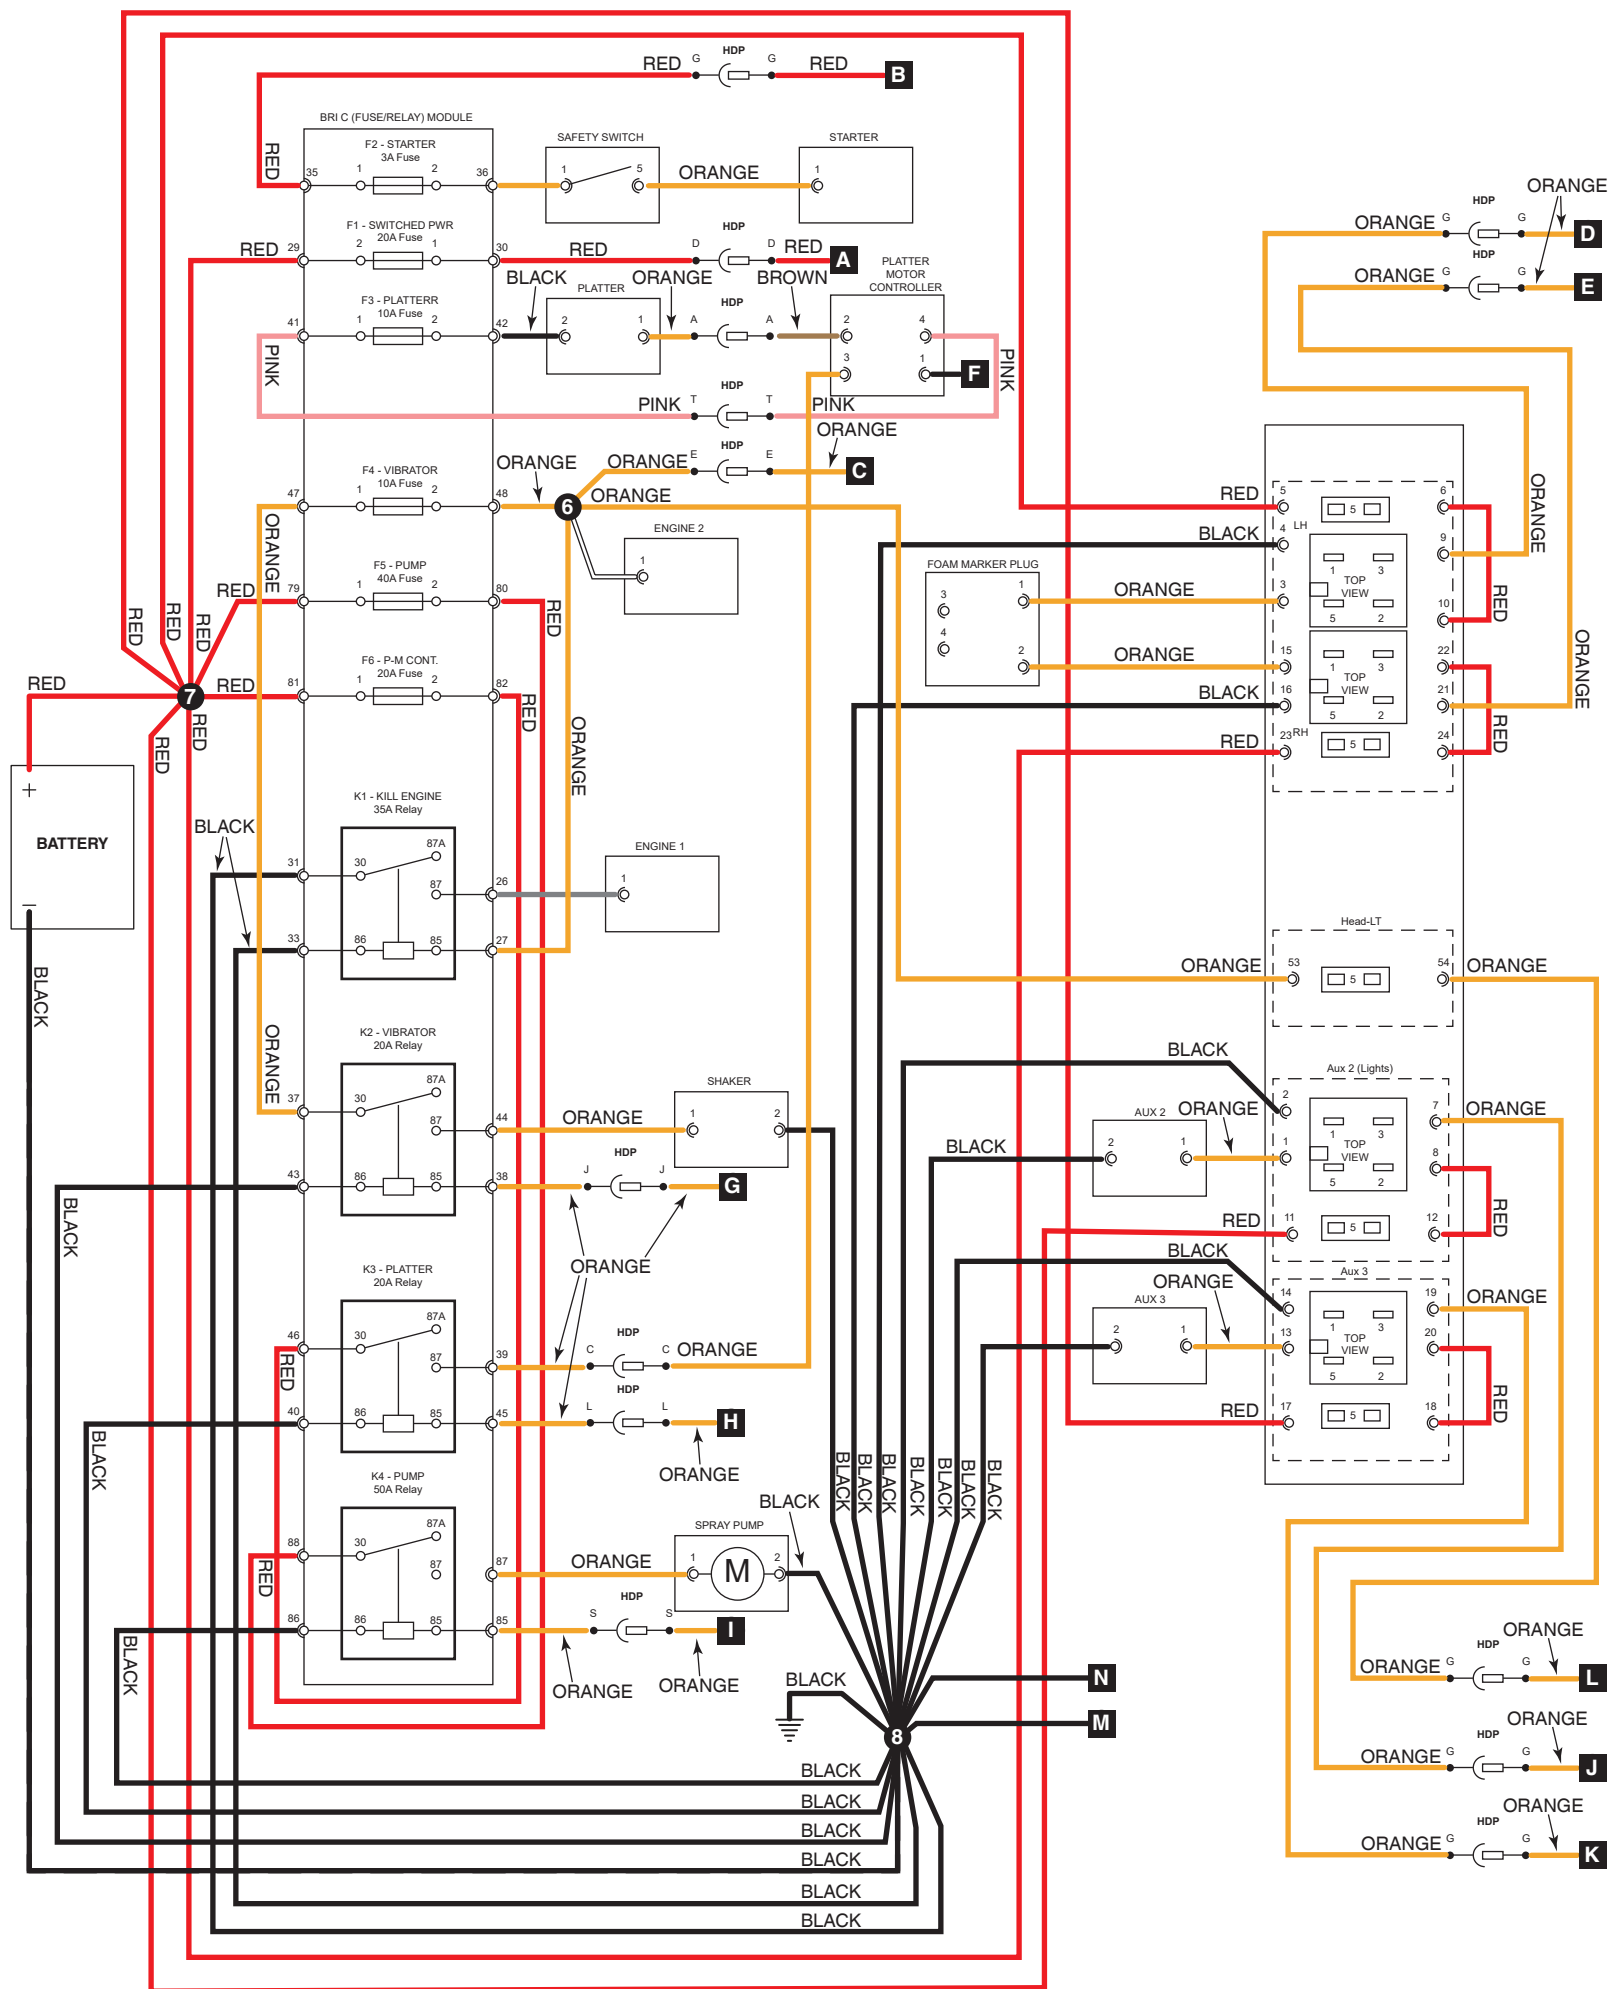 RED G HDP G RED B
BRI C (FUSE/RELAY) MODULE
F2 - STARTER
3A Fuse
RED 35 1 2 36
SAFETY SWITCH
1 5
ORANGE
STARTER
1
F1 - SWITCHED PWR
20A Fuse
RED 29 2 1 30 RED D HDP D RED A
BLACK ORANGE BROWN
F3 - PLATTERR
10A Fuse
41 1 2 42
PLATTER
2 1 A HDP A
PLATTER
MOTOR
CONTROLLER
2 4
3 1 F
PINK
PINK
PINK T HDP T PINK
ORANGE
ORANGE ORANGE E HDP E C
F4 - VIBRATOR
10A Fuse
47 1 2 48 6 ORANGE
ORANGE
ENGINE 2
1
F5 - PUMP
40A Fuse
RED 79 1 2 80
RED
RED
RED
RED
F6 - P-M CONT.
20A Fuse
RED 7 RED 81 1 2 82
RED
RED
RED
ORANGE
+
BATTERY
–
BLACK
K1 - KILL ENGINE
35A Relay
BLACK
31 30 87A
87 26
33 86 85 27
ENGINE 1
1
ORANGE
K2 - VIBRATOR
20A Relay
37 30 87A
87 44 ORANGE
43 86 85 38 J HDP J G
SHAKER
1 2
BLACK
ORANGE
K3 - PLATTER
20A Relay
46 30 87A
87 39 C HDP C ORANGE
RED
40 86 85 45 L HDP L H
BLACK
ORANGE
K4 - PUMP
50A Relay
88 30 87A
87 87 ORANGE
RED
86 86 85 85 S HDP S I
BLACK
ORANGE
ORANGE
SPRAY PUMP
1 M 2
BLACK
BLACK
BLACK
BLACK
BLACK
BLACK
BLACK
BLACK
BLACK
8
N
M
BLACK
BLACK
BLACK
BLACK
BLACK
BLACK
ORANGE
ORANGE G HDP G D
ORANGE G HDP G E
ORANGE
ORANGE
RED 5 5 6
BLACK 4 LH 9
FOAM MARKER PLUG
3 1 ORANGE 3
4
2 ORANGE 15
1 3
TOP
VIEW
5 2
10
RED
22
1 3
TOP
VIEW
5 2
BLACK 16 21
RED 23 RH 5 24
RED
Head-LT
ORANGE 53 5 54 ORANGE
Aux 2 (Lights)
BLACK
2 7 ORANGE
AUX 2 ORANGE
BLACK 2 1 1 8
1 3
TOP
VIEW
5 2
RED
RED 11 5 12
BLACK
Aux 3
ORANGE
14 19 ORANGE
AUX 3
2 1 13 20
1 3
TOP
VIEW
5 2
RED
RED 17 5 18
ORANGE
ORANGE G HDP G L
ORANGE
ORANGE G HDP G J
ORANGE
ORANGE G HDP G K